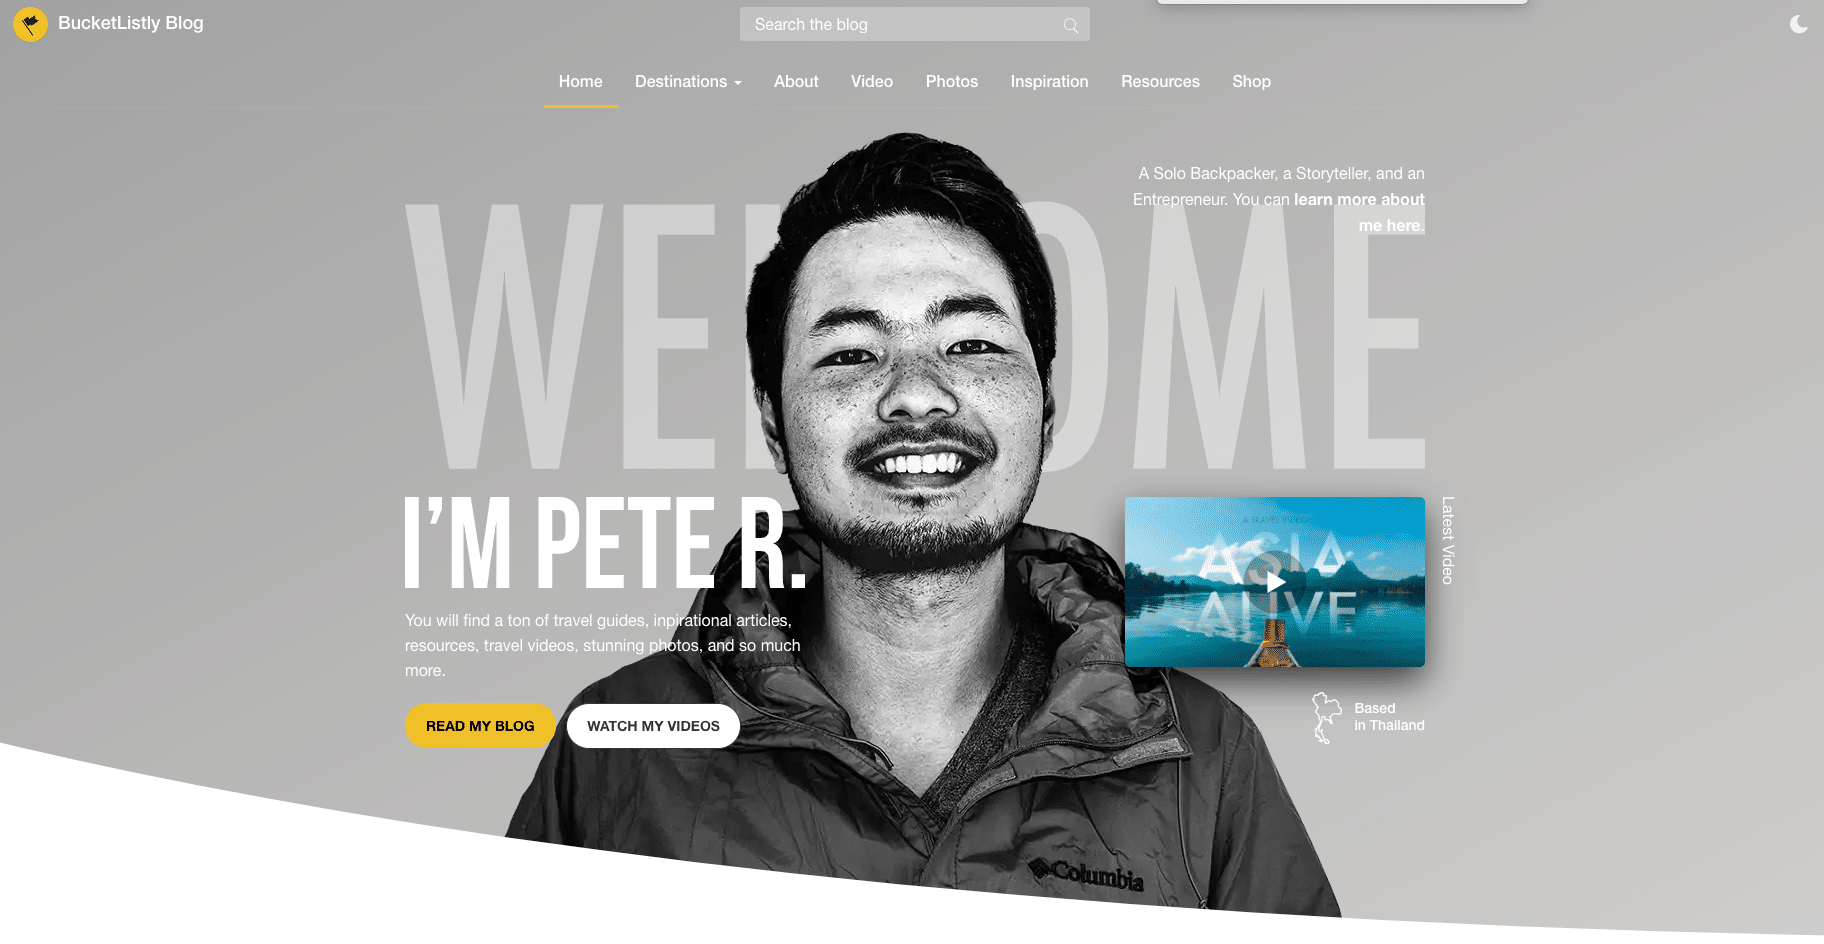 BucketListly Blog
Search the blog
Home Destinations About Video Photos Inspiration Resources Shop
A Solo Backpacker, a Storyteller, and an
Entrepreneur. You can learn more about
me here.
WELCOME
I'M PETE R.
You will find a ton of travel guides, inpirational articles,
resources, travel videos, stunning photos, and so much
more.
READ MY BLOG WATCH MY VIDEOS
A TRAVEL VIDEO
ASIA
ALIVE
Latest Video
Based
in Thailand
Columbia